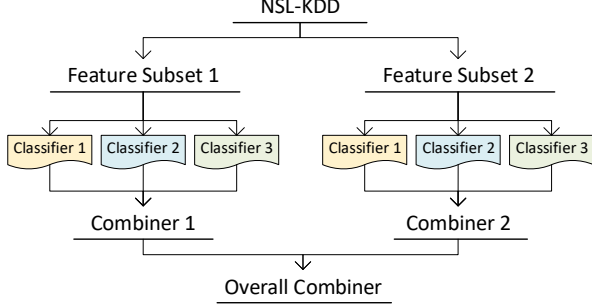 NSL-KDD
Feature Subset 1
Feature Subset 2
Classifier 1
Classifier 2
Classifier 3
Classifier 1
Classifier 2
Classifier 3
Combiner 1
Combiner 2
Overall Combiner